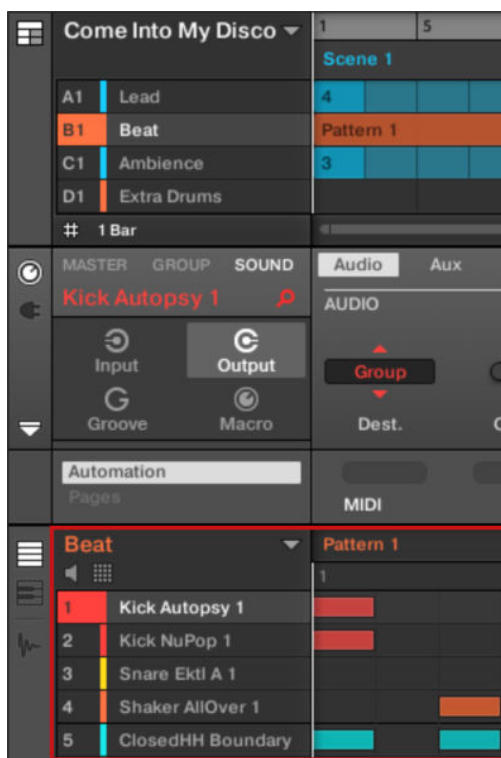 Come Into My Disco 1 5
Scene 1
A1 Lead 4
B1 Beat Pattern 1
C1 Ambience 3
D1 Extra Drums
1 Bar
MASTER GROUP SOUND Audio Aux
Kick Autopsy 1 AUDIO
Input Output
Group
Groove Macro Dest.
Automation
Pages MIDI
Beat Pattern 1
1
1 Kick Autopsy 1
2 Kick NuPop 1
3 Snare Ektl A 1
4 Shaker AllOver 1
5 ClosedHH Boundary